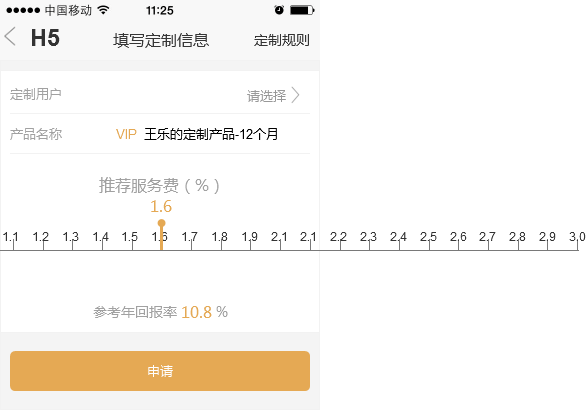 中国移动 11:25
H5 填写定制信息 定制规则
定制用户 请选择
产品名称 VIP 王乐的定制产品-12个月
推荐服务费（%）
1.6
1.1 1.2 1.3 1.4 1.5 1.6 1.7 1.8 1.9 2.1 2.1 2.2 2.3 2.4 2.5 2.6 2.7 2.8 2.9 3.0
参考年回报率 10.8 %
申请